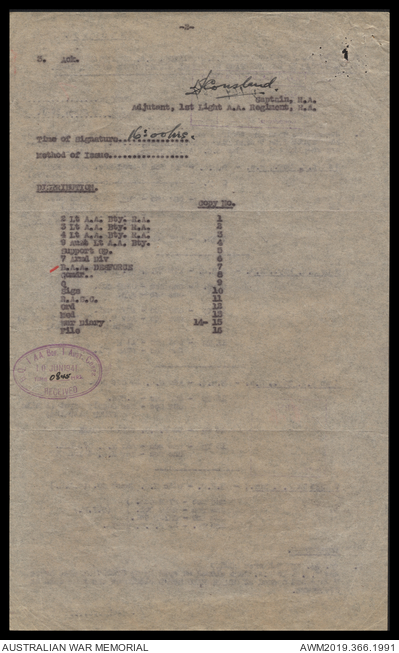 -2-
5. Ack.
Captain, R.A.
Adjutant, 1st Light A.A. Regiment, R.A.
Time of Signature 16:00hrs.
Method of Issue
DISTRIBUTION. Copy No.
2 Lt A.A. Bty. R.A. 1
3 Lt A.A. Bty. R.A. 2
4 Lt A.A. Bty. R.A. 3
9 Aust Lt A.A. Bty. 4
Support Gp. 5
7 Armd Div 6
B.A.A. 7
8
Q 9
Sigs 10
R.A.S.C. 11
Ord 12
Med 13
War Diary 14- 15
File 16
0845
RECEIVED
AUSTRALIAN WAR MEMORIAL
AWM2019.366.1991